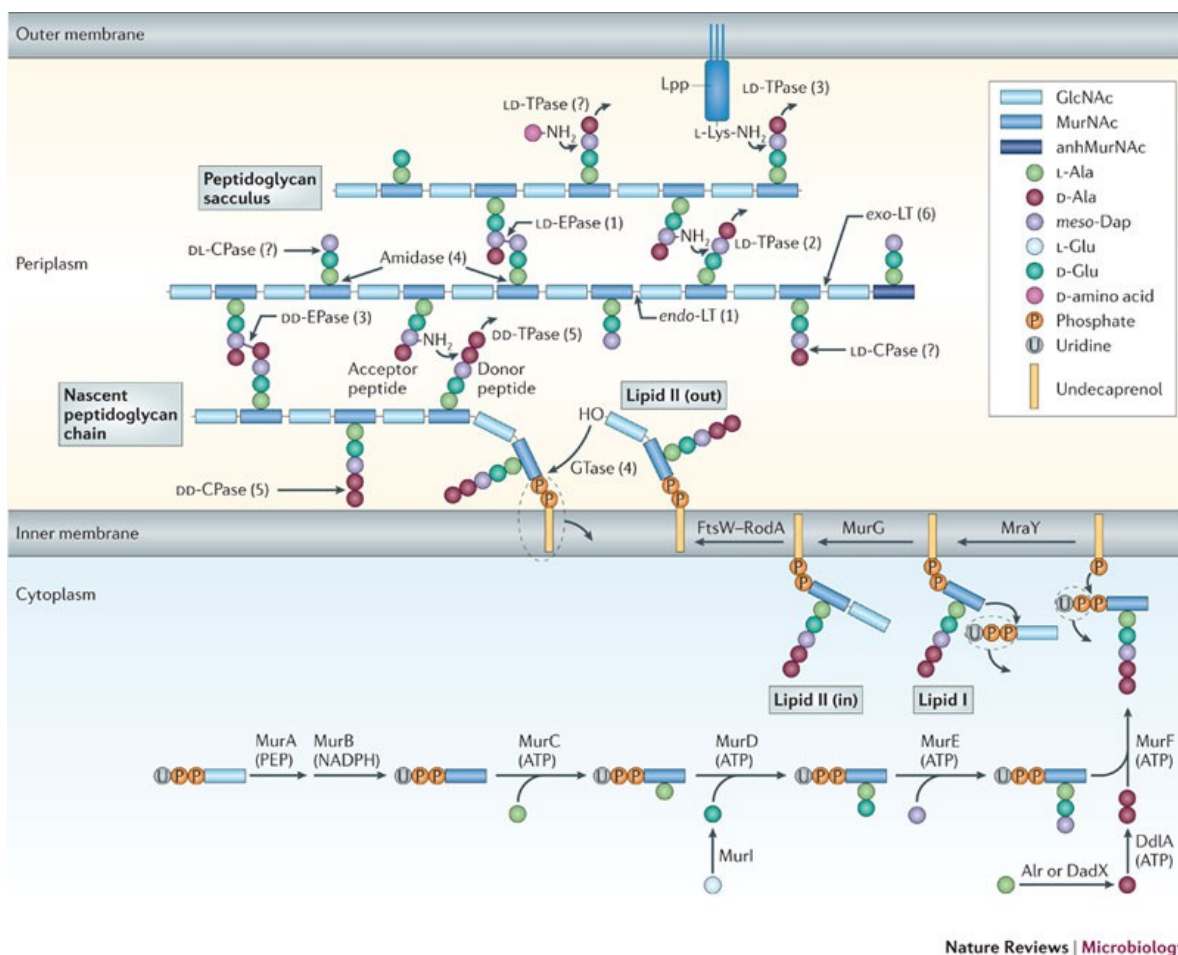 Outer membrane
Lpp
LD-TPase (3)
LD-TPase (?)
NH2
L-Lys-NH2
GlcNAc
MurNAc
anhMurNAc
L-Ala
D-Ala
meso-Dap
L-Glu
D-Glu
D-amino acid
P Phosphate
U Uridine
Undecaprenol
Peptidoglycan
sacculus
exo-LT (6)
LD-EPase (1)
NH2
LD-TPase (2)
DL-CPase (?)
Amidase (4)
Periplasm
endo-LT (1)
DD-EPase (3)
NH2
DD-TPase (5)
LD-CPase (?)
Acceptor
peptide
Donor
peptide
Nascent
peptidoglycan
chain
Lipid II (out)
HO
GTase (4)
DD-CPase (5)
P
P
P
P
Inner membrane
FtsW–RodA
MurG
MraY
Cytoplasm
P
P
P
P
P
U P P
U P P
Lipid II (in)
Lipid I
MurA
(PEP)
MurB
(NADPH)
MurC
(ATP)
MurD
(ATP)
MurE
(ATP)
MurF
(ATP)
U P P
U P P
U P P
U P P
U P P
MurI
DdlA
(ATP)
Alr or DadX
Nature Reviews | Microbiology